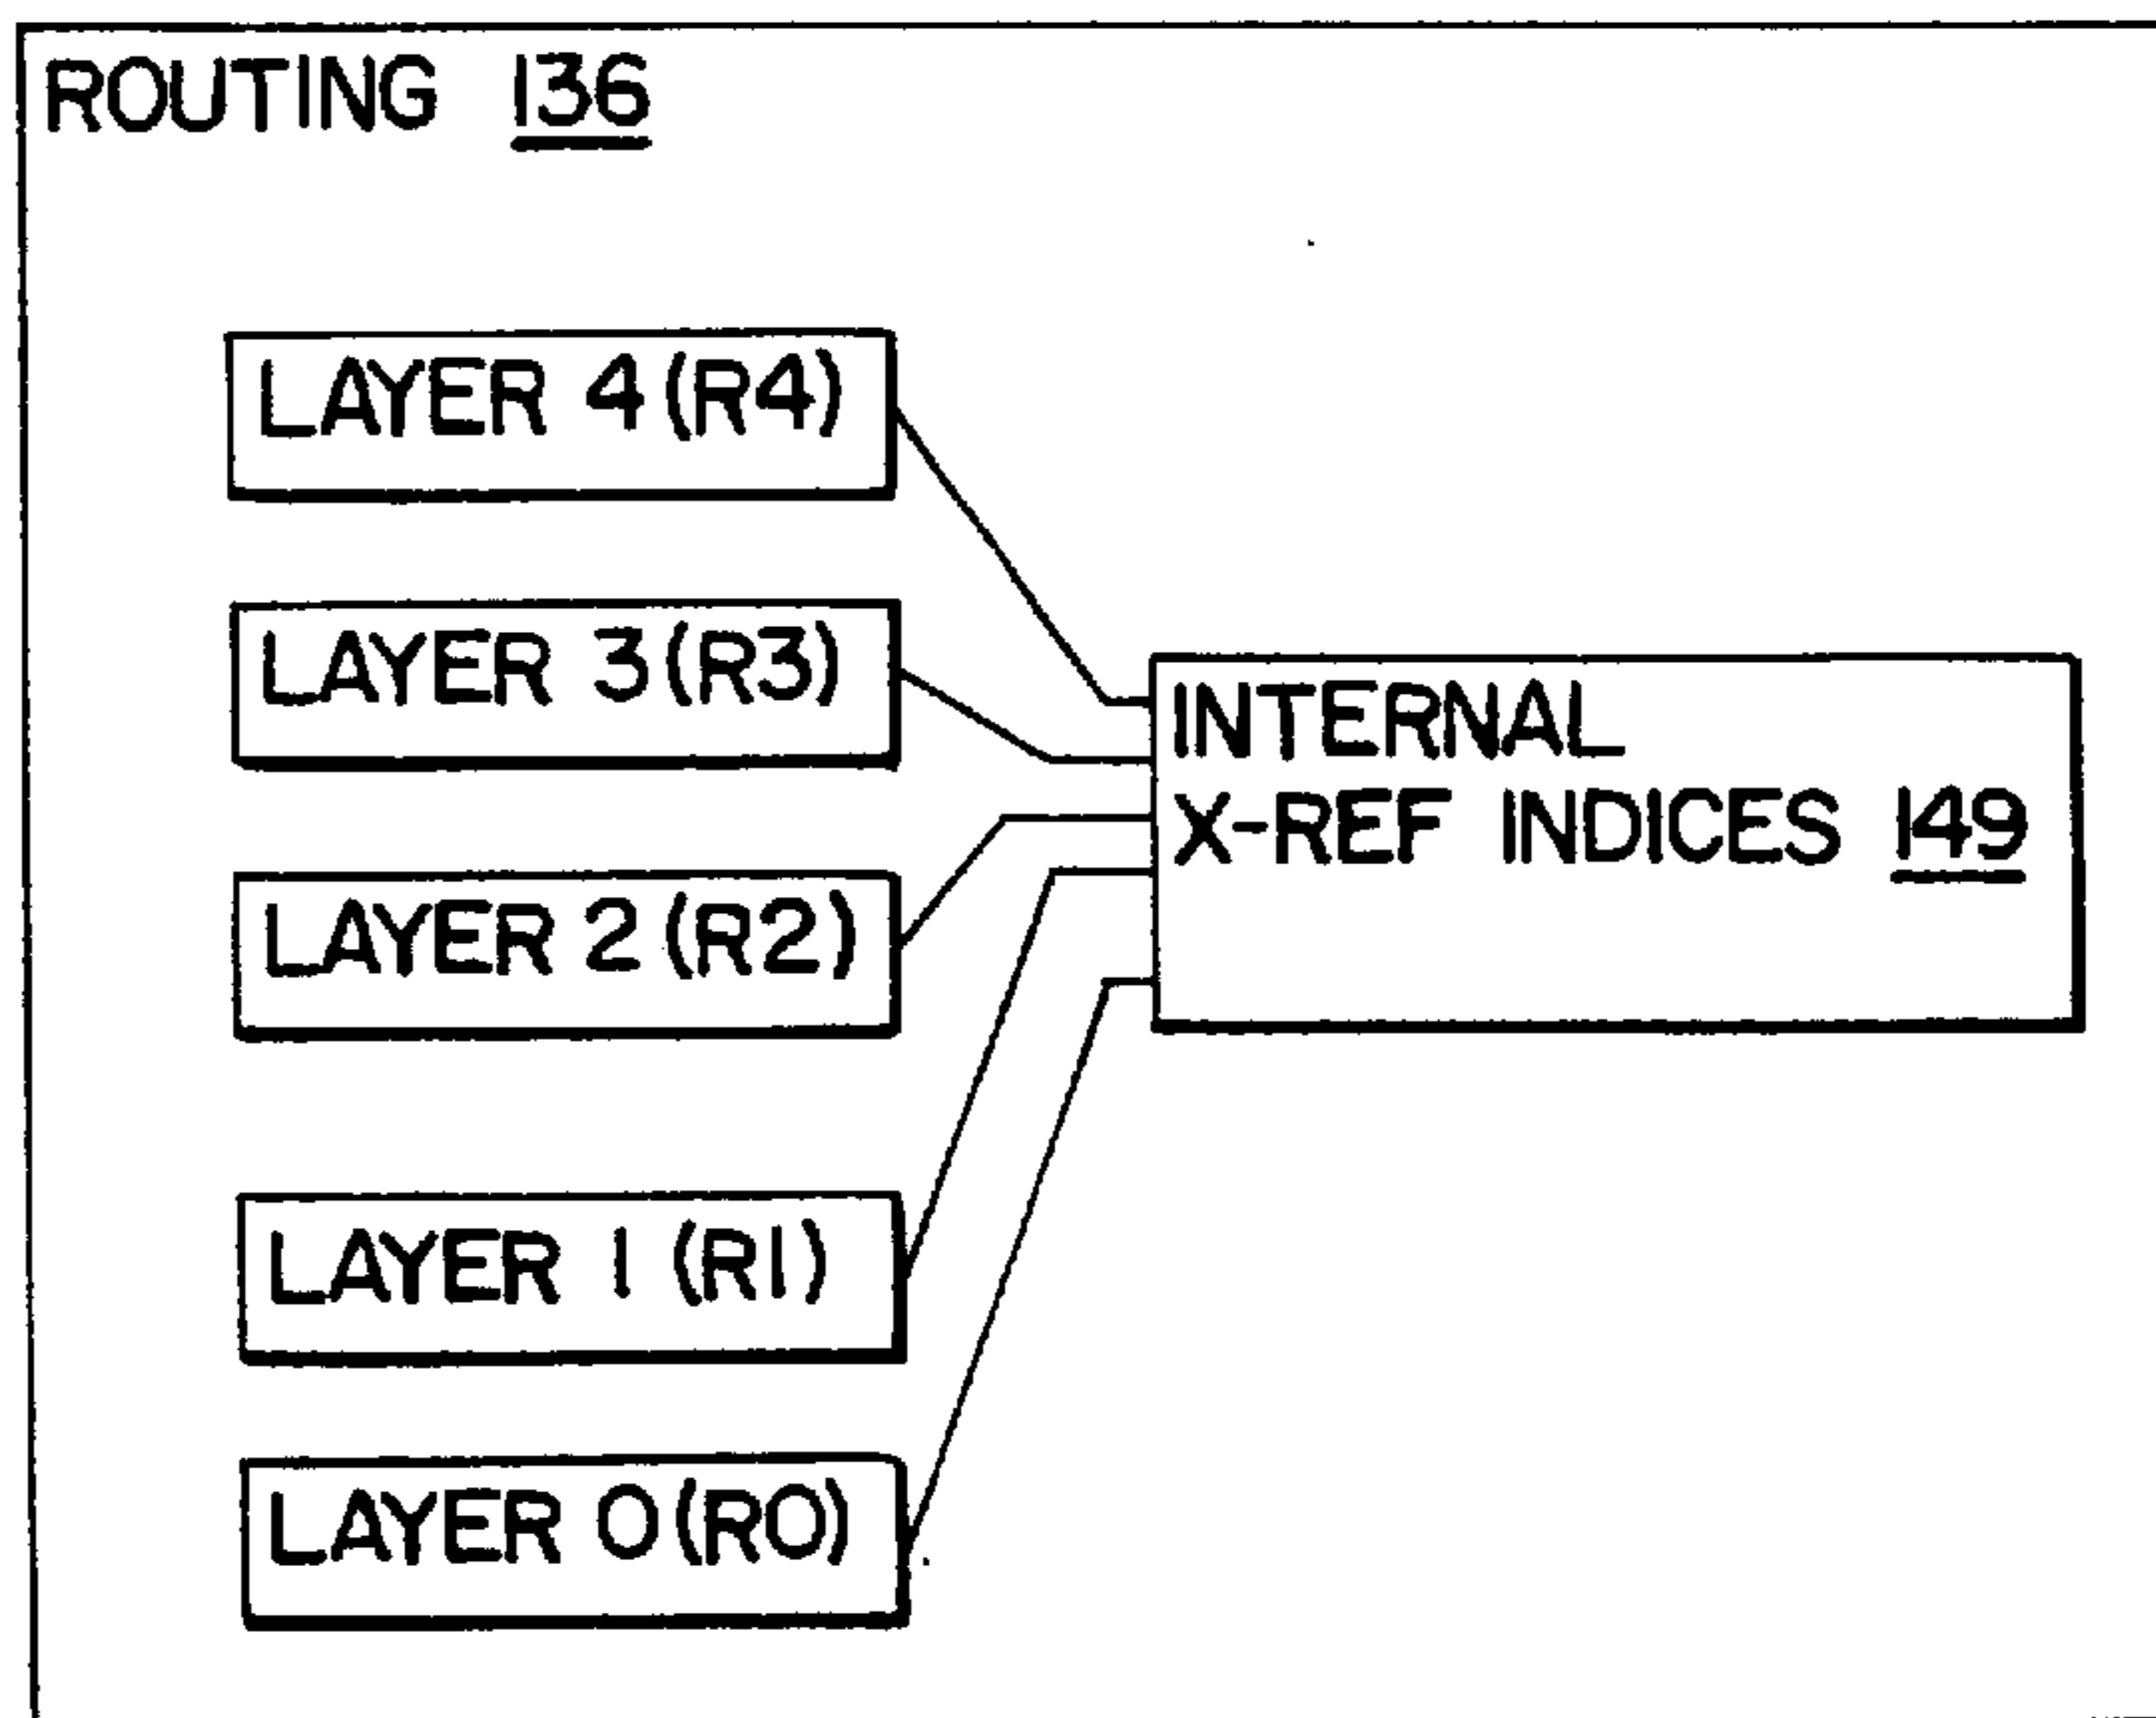 ROUTING 136
LAYER 4 (R4)
LAYER 3 (R3)
INTERNAL
X-REF INDICES 149
LAYER 2 (R2)
LAYER 1 (R1)
LAYER 0 (R0)